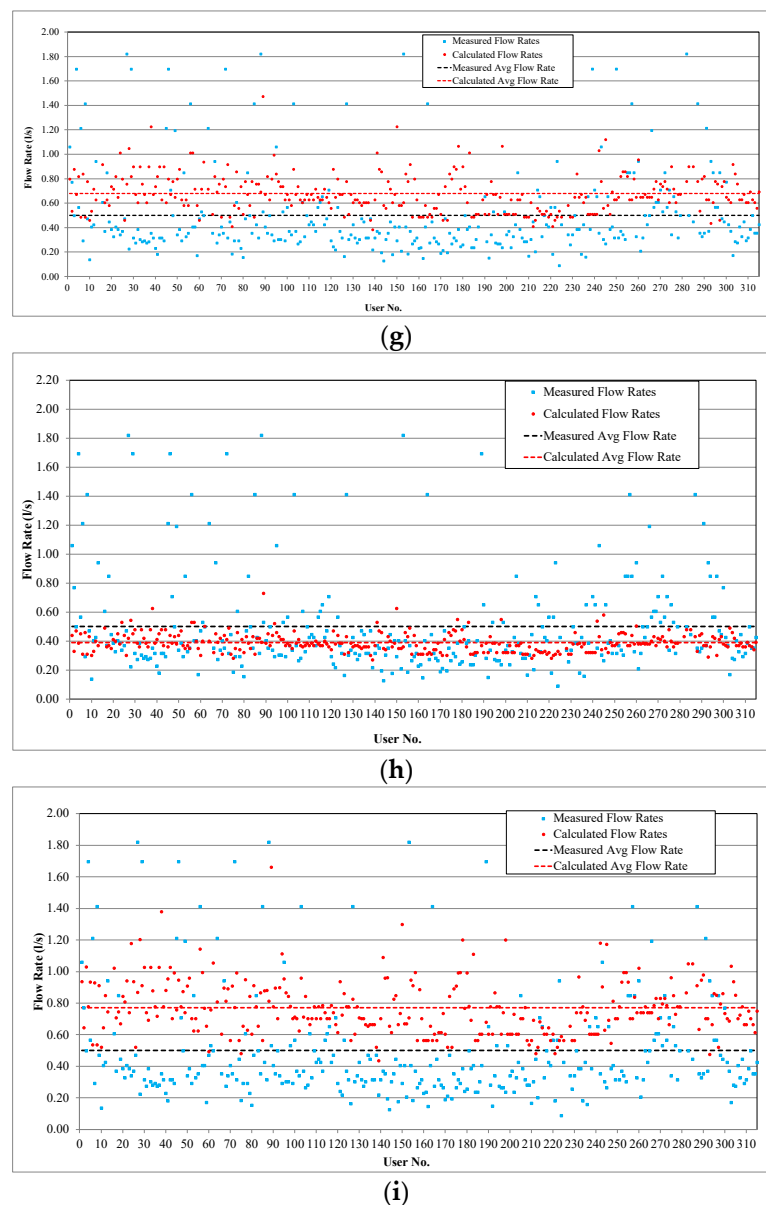 2.00
1.80
1.60
1.40
1.20
1.00
0.80
0.60
0.40
0.20
0.00
Flow Rate (l/s)
Measured Flow Rates
Calculated Flow Rates
Measured Avg Flow Rate
Calculated Avg Flow Rate
0 10 20 30 40 50 60 70 80 90 100 110 120 130 140 150 160 170 180 190 200 210 220 230 240 250 260 270 280 290 300 310
User No.
(g)
2.20
2.00
1.80
1.60
1.40
1.20
1.00
0.80
0.60
0.40
0.20
0.00
Flow Rate (l/s)
Measured Flow Rates
Calculated Flow Rates
Measured Avg Flow Rate
Calculated Avg Flow Rate
0 10 20 30 40 50 60 70 80 90 100 110 120 130 140 150 160 170 180 190 200 210 220 230 240 250 260 270 280 290 300 310
User No.
(h)
2.00
1.80
1.60
1.40
1.20
1.00
0.80
0.60
0.40
0.20
0.00
Flow Rate (l/s)
Measured Flow Rates
Calculated Flow Rates
Measured Avg Flow Rate
Calculated Avg Flow Rate
0 10 20 30 40 50 60 70 80 90 100 110 120 130 140 150 160 170 180 190 200 210 220 230 240 250 260 270 280 290 300 310
User No.
(i)